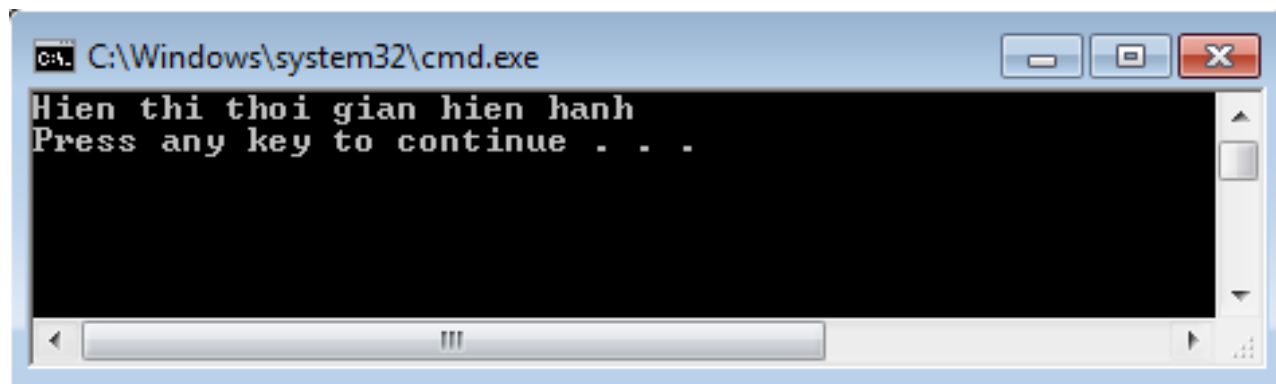 C:\Windows\system32\cmd.exe
Hien thi thoi gian hien hanh
Press any key to continue . . .